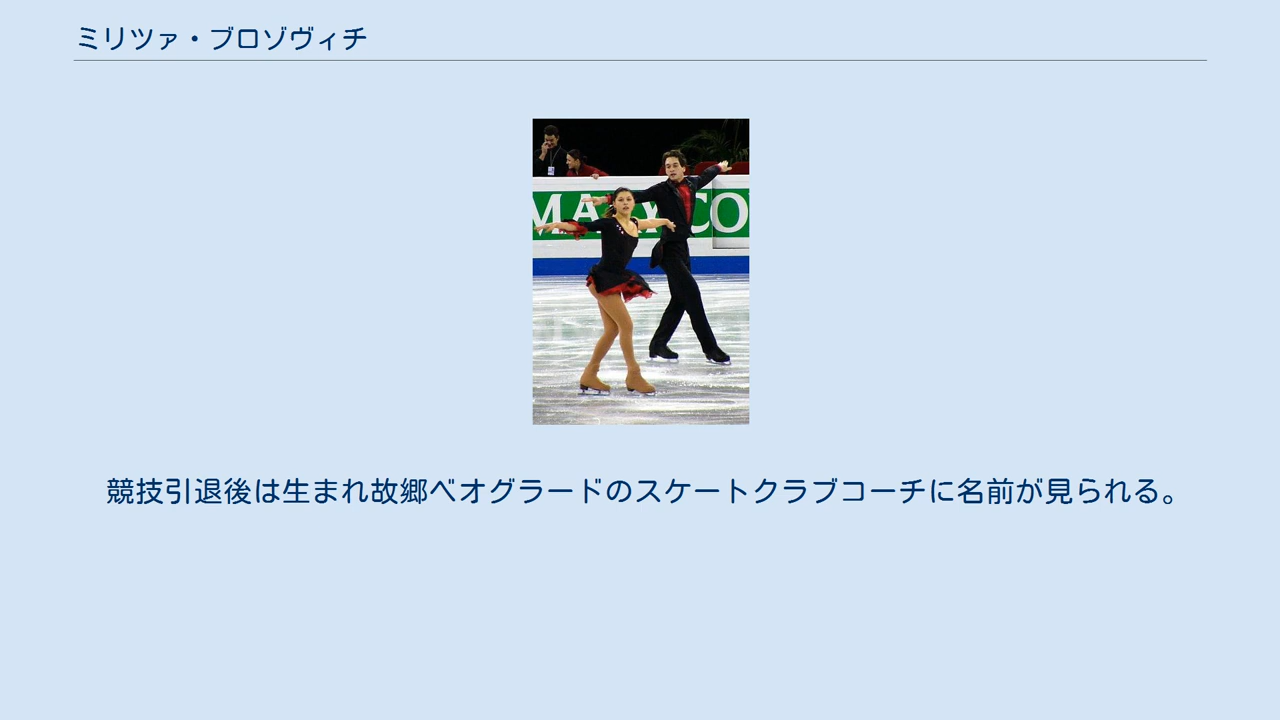 ミリツァ・ブロゾヴィチ
競技引退後は生まれ故郷ベオグラードのスケートクラブコーチに名前が見られる。